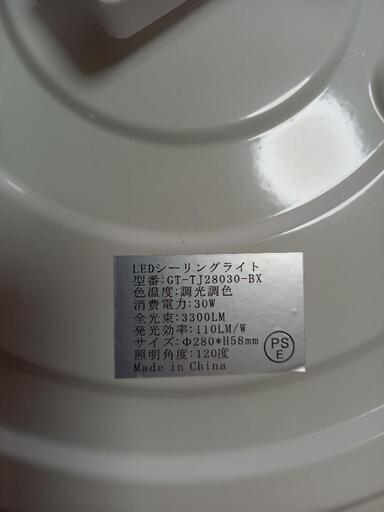 LEDシーリングライト
型番:GT-TJ28030-BX
色温度:調光調色
消費電力:30W
全光束:3300LM
発光効率:110LM/W
サイズ:Φ280*H58mm
照明角度:120度
Made in China
PS
E